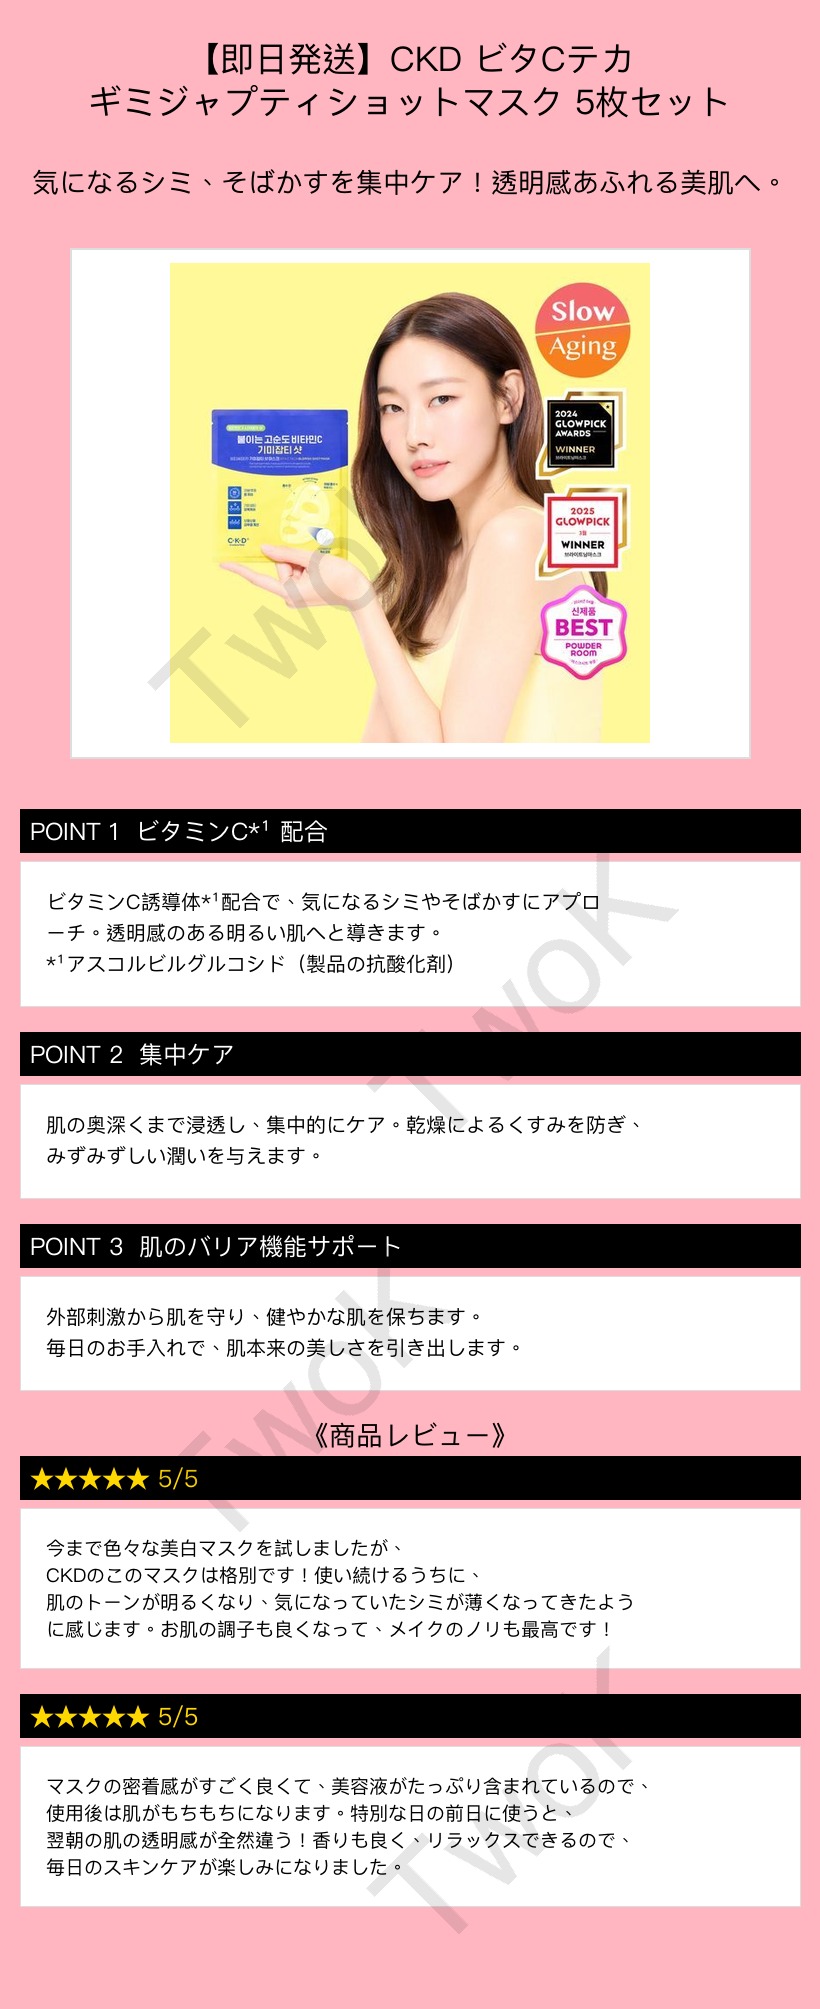 【即日発送】CKD ビタCテカ
ギミジャプティショットマスク 5枚セット
気になるシミ、そばかすを集中ケア！透明感あふれる美肌へ。
Slow
Aging
2024
GLOWPICK
AWARDS
WINNER
브라이트닝마스크
2025
GLOWPICK
WINNER
브라이트닝마스크
신제품
BEST
POWDER
ROOM
붙이는 고순도 비타민C
기미잡티 샷
C·K·D
TwoK
POINT 1 ビタミンC*¹ 配合
ビタミンC誘導体*¹配合で、気になるシミやそばかすにアプロ
ーチ。透明感のある明るい肌へと導きます。
*¹アスコルビルグルコシド（製品の抗酸化剤）
TwoK
POINT 2 集中ケア
肌の奥深くまで浸透し、集中的にケア。乾燥によるくすみを防ぎ、
みずみずしい潤いを与えます。
POINT 3 肌のバリア機能サポート
外部刺激から肌を守り、健やかな肌を保ちます。
毎日のお手入れで、肌本来の美しさを引き出します。
TwoK
《商品レビュー》
★★★★★ 5/5
今まで色々な美白マスクを試しましたが、
CKDのこのマスクは格別です！使い続けるうちに、
肌のトーンが明るくなり、気になっていたシミが薄くなってきたよう
に感じます。お肌の調子も良くなって、メイクのノリも最高です！
★★★★★ 5/5
マスクの密着感がすごく良くて、美容液がたっぷり含まれているので、
使用後は肌がもちもちになります。特別な日の前日に使うと、
翌朝の肌の透明感が全然違う！香りも良く、リラックスできるので、
毎日のスキンケアが楽しみになりました。
TwoK